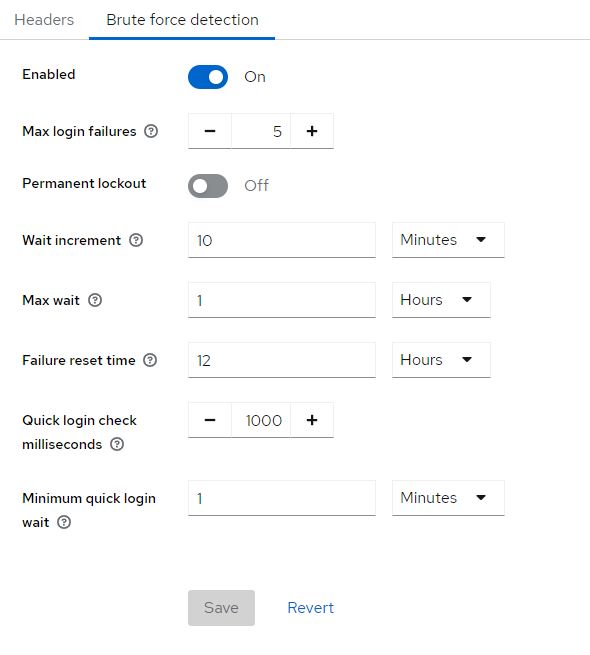 Headers Brute force detection
Enabled On
Max login failures 5
Permanent lockout Off
Wait increment 10 Minutes
Max wait 1 Hours
Failure reset time 12 Hours
Quick login check
milliseconds 1000
Minimum quick login
wait 1 Minutes
Save Revert